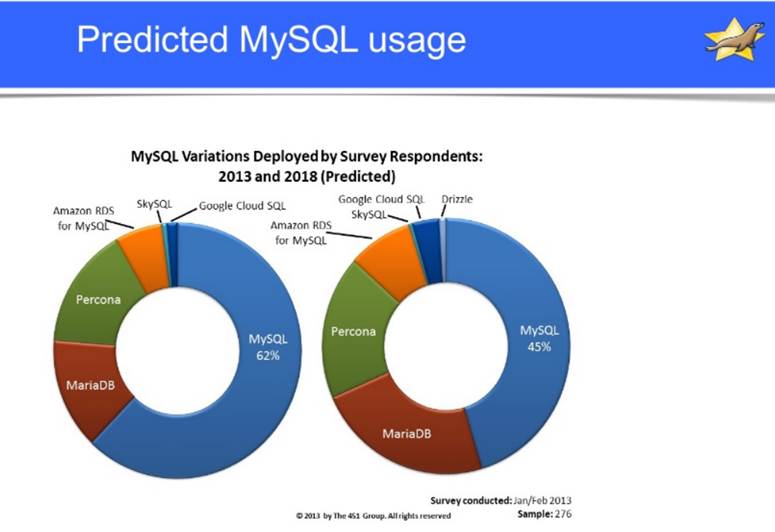 Predicted MySQL usage
MySQL Variations Deployed by Survey Respondents:
2013 and 2018 (Predicted)
Amazon RDS
for MySQL
SkySQL
Google Cloud SQL
Percona
MariaDB
MySQL
62%
Google Cloud SQL
SkySQL
Drizzle
Amazon RDS
for MySQL
Percona
MariaDB
MySQL
45%
Survey conducted: Jan/Feb 2013
Sample: 276
© 2013 by The 451 Group. All rights reserved